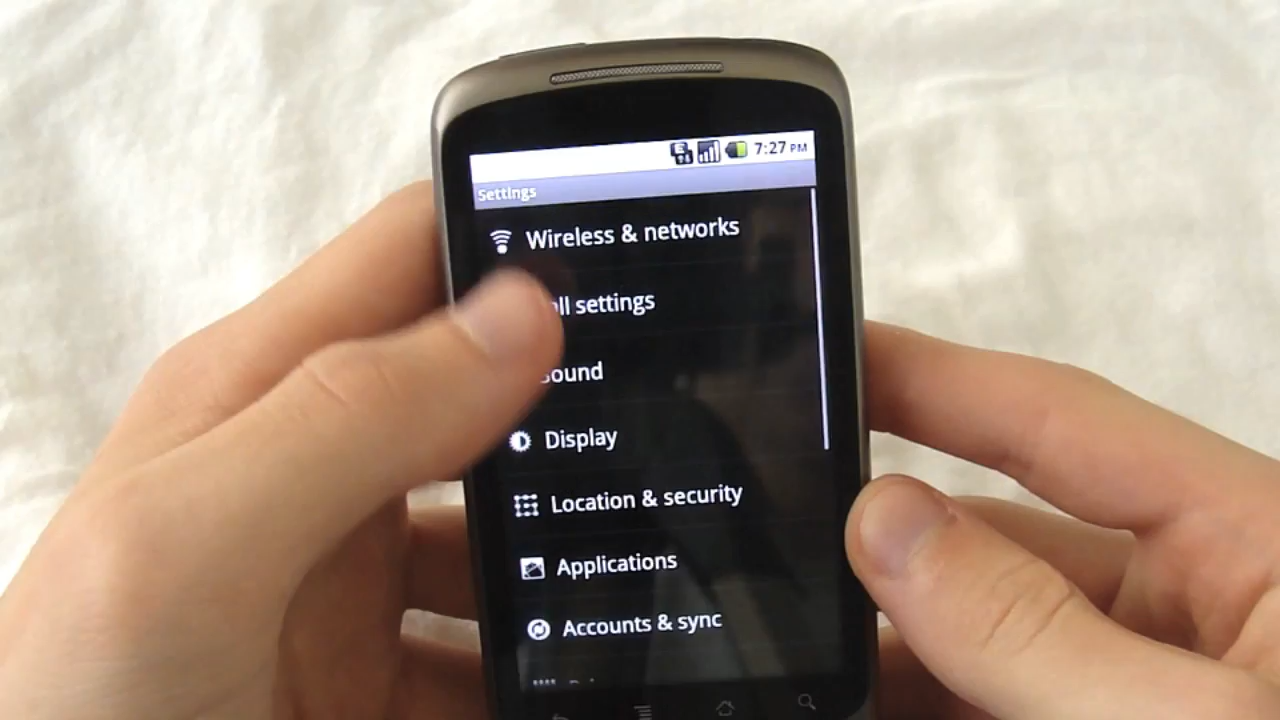 7:27 PM
Settings
Wireless & networks
ll settings
Sound
Display
Location & security
Applications
Accounts & sync